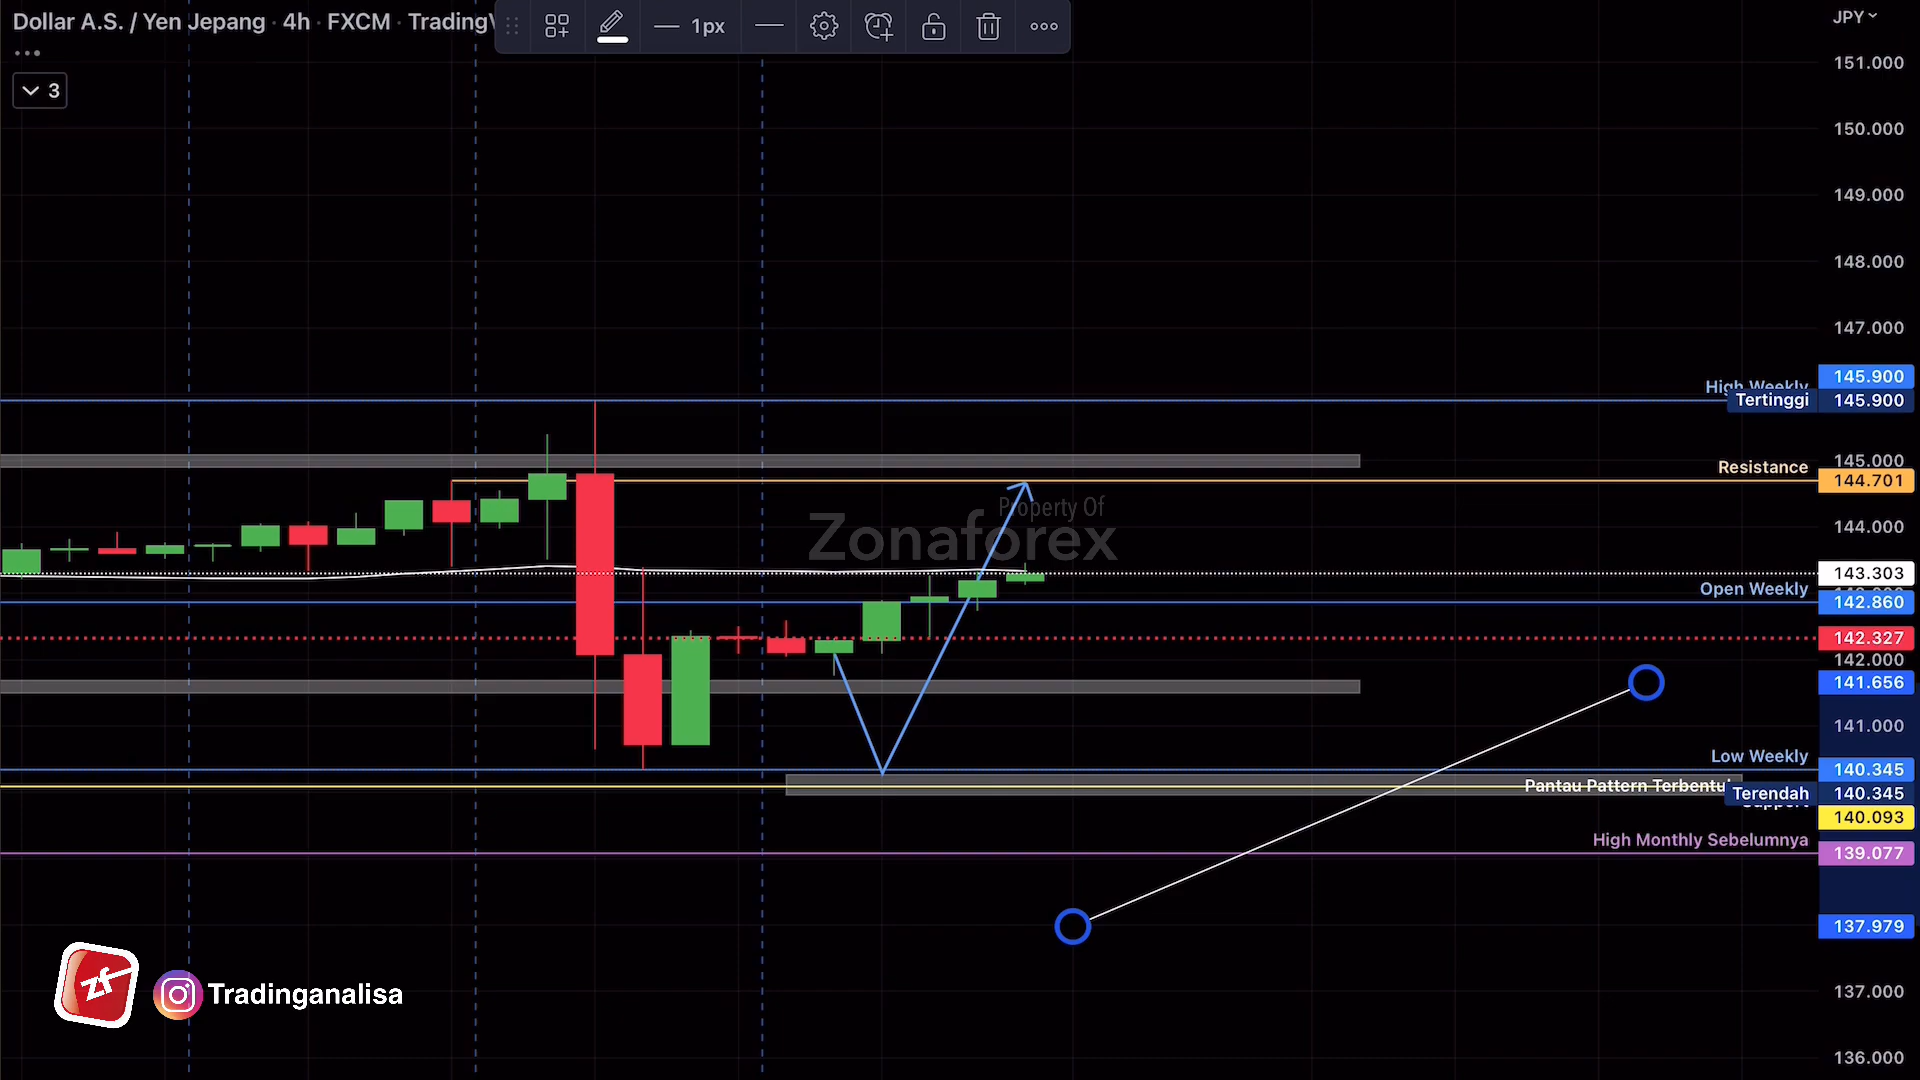 Dollar A.S. / Yen Jepang · 4h · FXCM · Trading
1px
JPY
3
151.000
150.000
149.000
148.000
147.000
145.900
High Weekly
Tertinggi 145.900
145.000
Resistance
144.701
Property Of
Zonaforex
144.000
143.303
Open Weekly
142.860
142.327
142.000
141.656
141.000
Low Weekly
140.345
Pantau Pattern Terbentu
Terendah 140.345
Support
140.093
High Monthly Sebelumnya
139.077
137.979
zf
Tradinganalisa
137.000
136.000